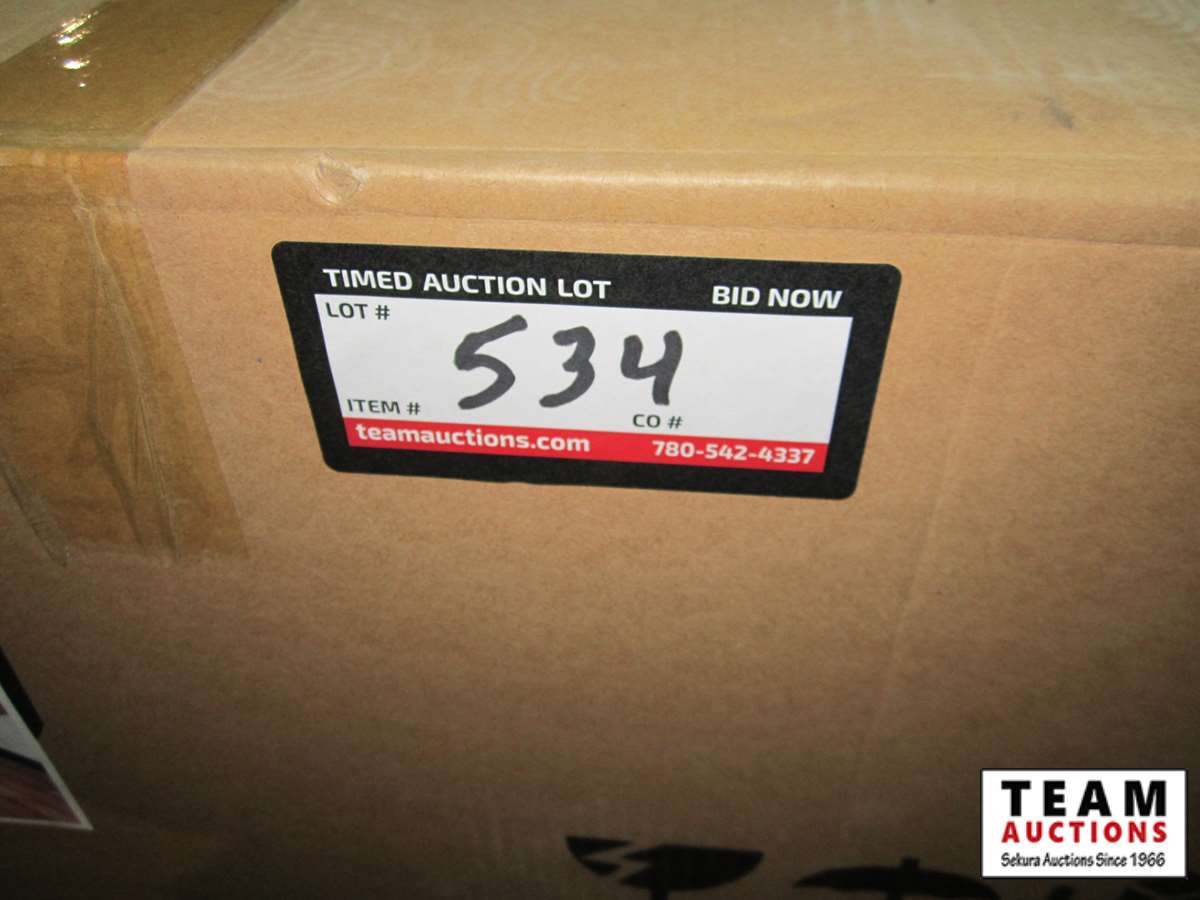 TIMED AUCTION LOT BID NOW
LOT #
534
ITEM # CO #
teamauctions.com 780-542-4337
TEAM
AUCTIONS
Sekura Auctions Since 1966